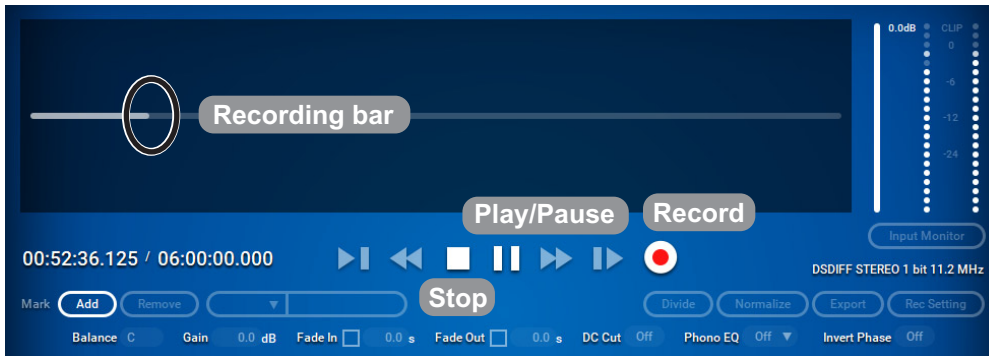 0.0dB CLIP
0
-6
-12
-24
Recording bar
Play/Pause Record
Input Monitor
00:52:36.125 / 06:00:00.000
DSDIFF STEREO 1 bit 11.2 MHz
Stop
Mark Add Remove Divide Normalize Export Rec Setting
Balance C Gain 0.0 dB Fade In 0.0 s Fade Out 0.0 s DC Cut Off Phono EQ Off Invert Phase Off